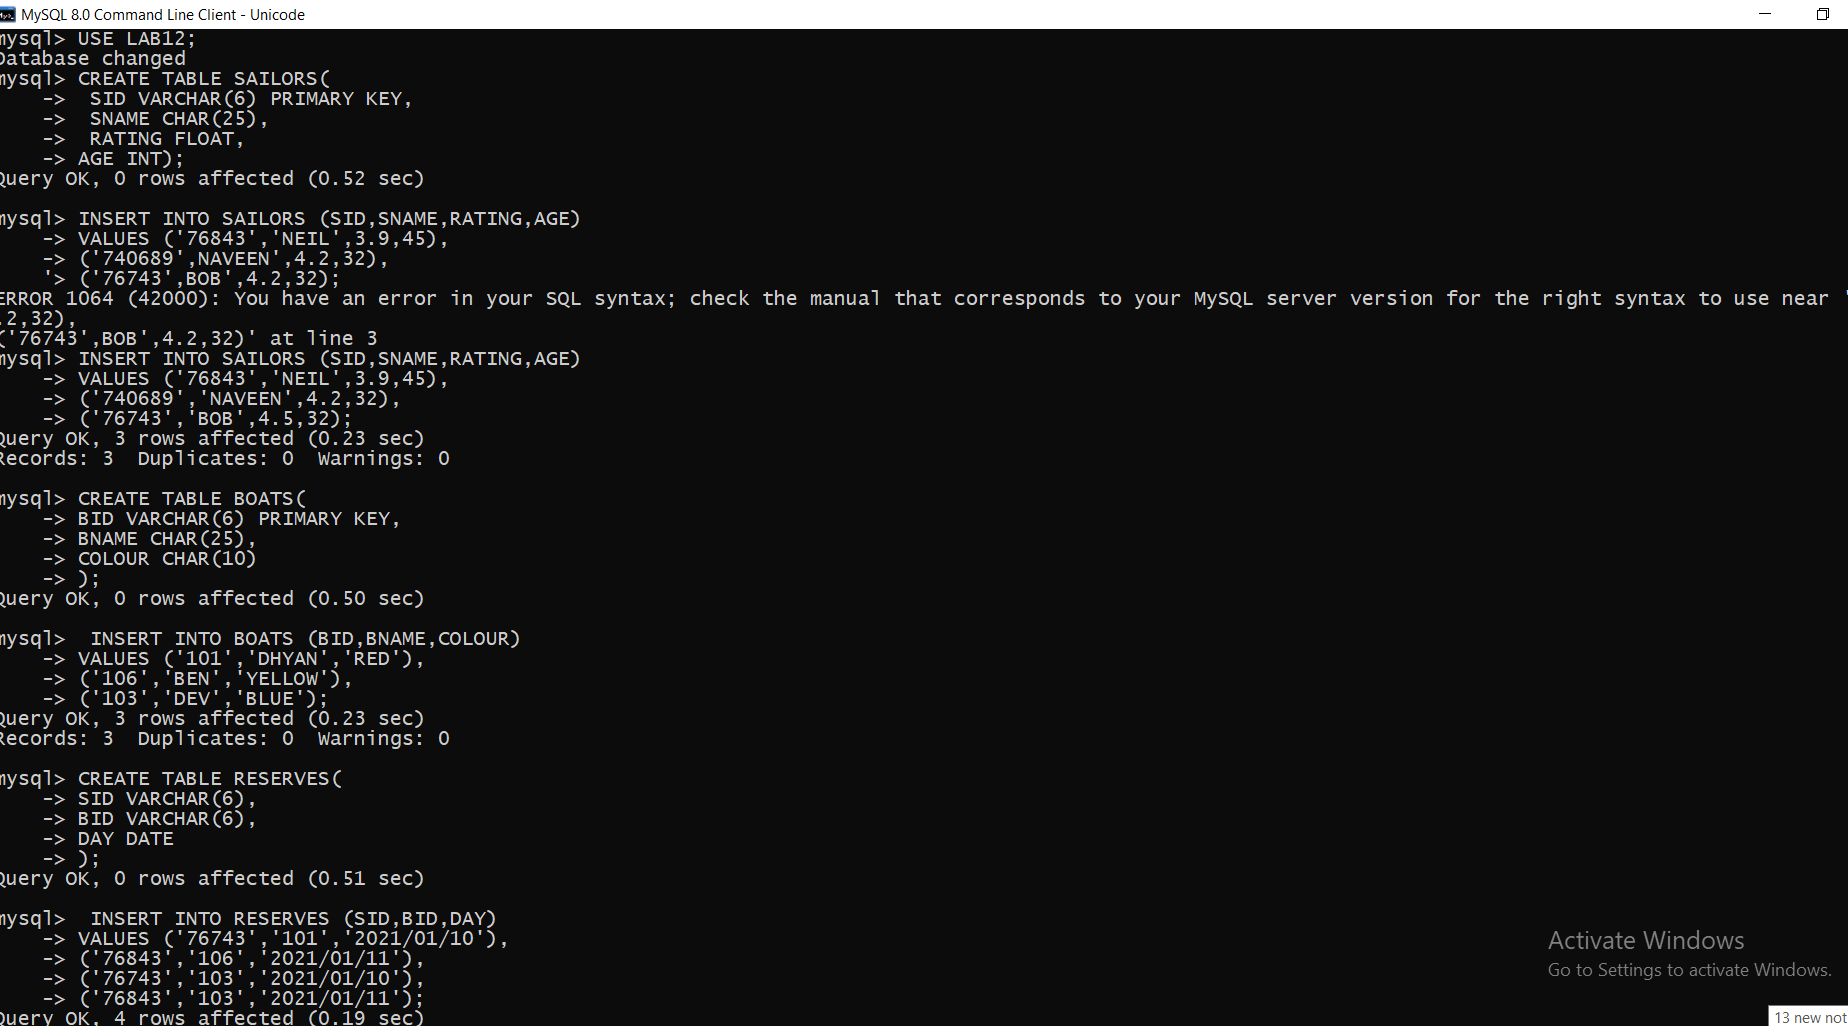 MySQL 8.0 Command Line Client - Unicode
mysql> USE LAB12;
Database changed
mysql> CREATE TABLE SAILORS(
    ->  SID VARCHAR(6) PRIMARY KEY,
    ->  SNAME CHAR(25),
    ->  RATING FLOAT,
    -> AGE INT);
Query OK, 0 rows affected (0.52 sec)
mysql> INSERT INTO SAILORS (SID,SNAME,RATING,AGE)
    -> VALUES ('76843','NEIL',3.9,45),
    -> ('740689',NAVEEN',4.2,32),
    '> ('76743',BOB',4.2,32);
ERROR 1064 (42000): You have an error in your SQL syntax; check the manual that corresponds to your MySQL server version for the right syntax to use near '
.2,32),
('76743',BOB',4.2,32)' at line 3
mysql> INSERT INTO SAILORS (SID,SNAME,RATING,AGE)
    -> VALUES ('76843','NEIL',3.9,45),
    -> ('740689','NAVEEN',4.2,32),
    -> ('76743','BOB',4.5,32);
Query OK, 3 rows affected (0.23 sec)
Records: 3  Duplicates: 0  Warnings: 0
mysql> CREATE TABLE BOATS(
    -> BID VARCHAR(6) PRIMARY KEY,
    -> BNAME CHAR(25),
    -> COLOUR CHAR(10)
    -> );
Query OK, 0 rows affected (0.50 sec)
mysql>  INSERT INTO BOATS (BID,BNAME,COLOUR)
    -> VALUES ('101','DHYAN','RED'),
    -> ('106','BEN','YELLOW'),
    -> ('103','DEV','BLUE');
Query OK, 3 rows affected (0.23 sec)
Records: 3  Duplicates: 0  Warnings: 0
mysql> CREATE TABLE RESERVES(
    -> SID VARCHAR(6),
    -> BID VARCHAR(6),
    -> DAY DATE
    -> );
Query OK, 0 rows affected (0.51 sec)
mysql>  INSERT INTO RESERVES (SID,BID,DAY)
    -> VALUES ('76743','101','2021/01/10'),
    -> ('76843','106','2021/01/11'),
    -> ('76743','103','2021/01/10'),
    -> ('76843','103','2021/01/11');
Query OK, 4 rows affected (0.19 sec)
Activate Windows
Go to Settings to activate Windows.
13 new not